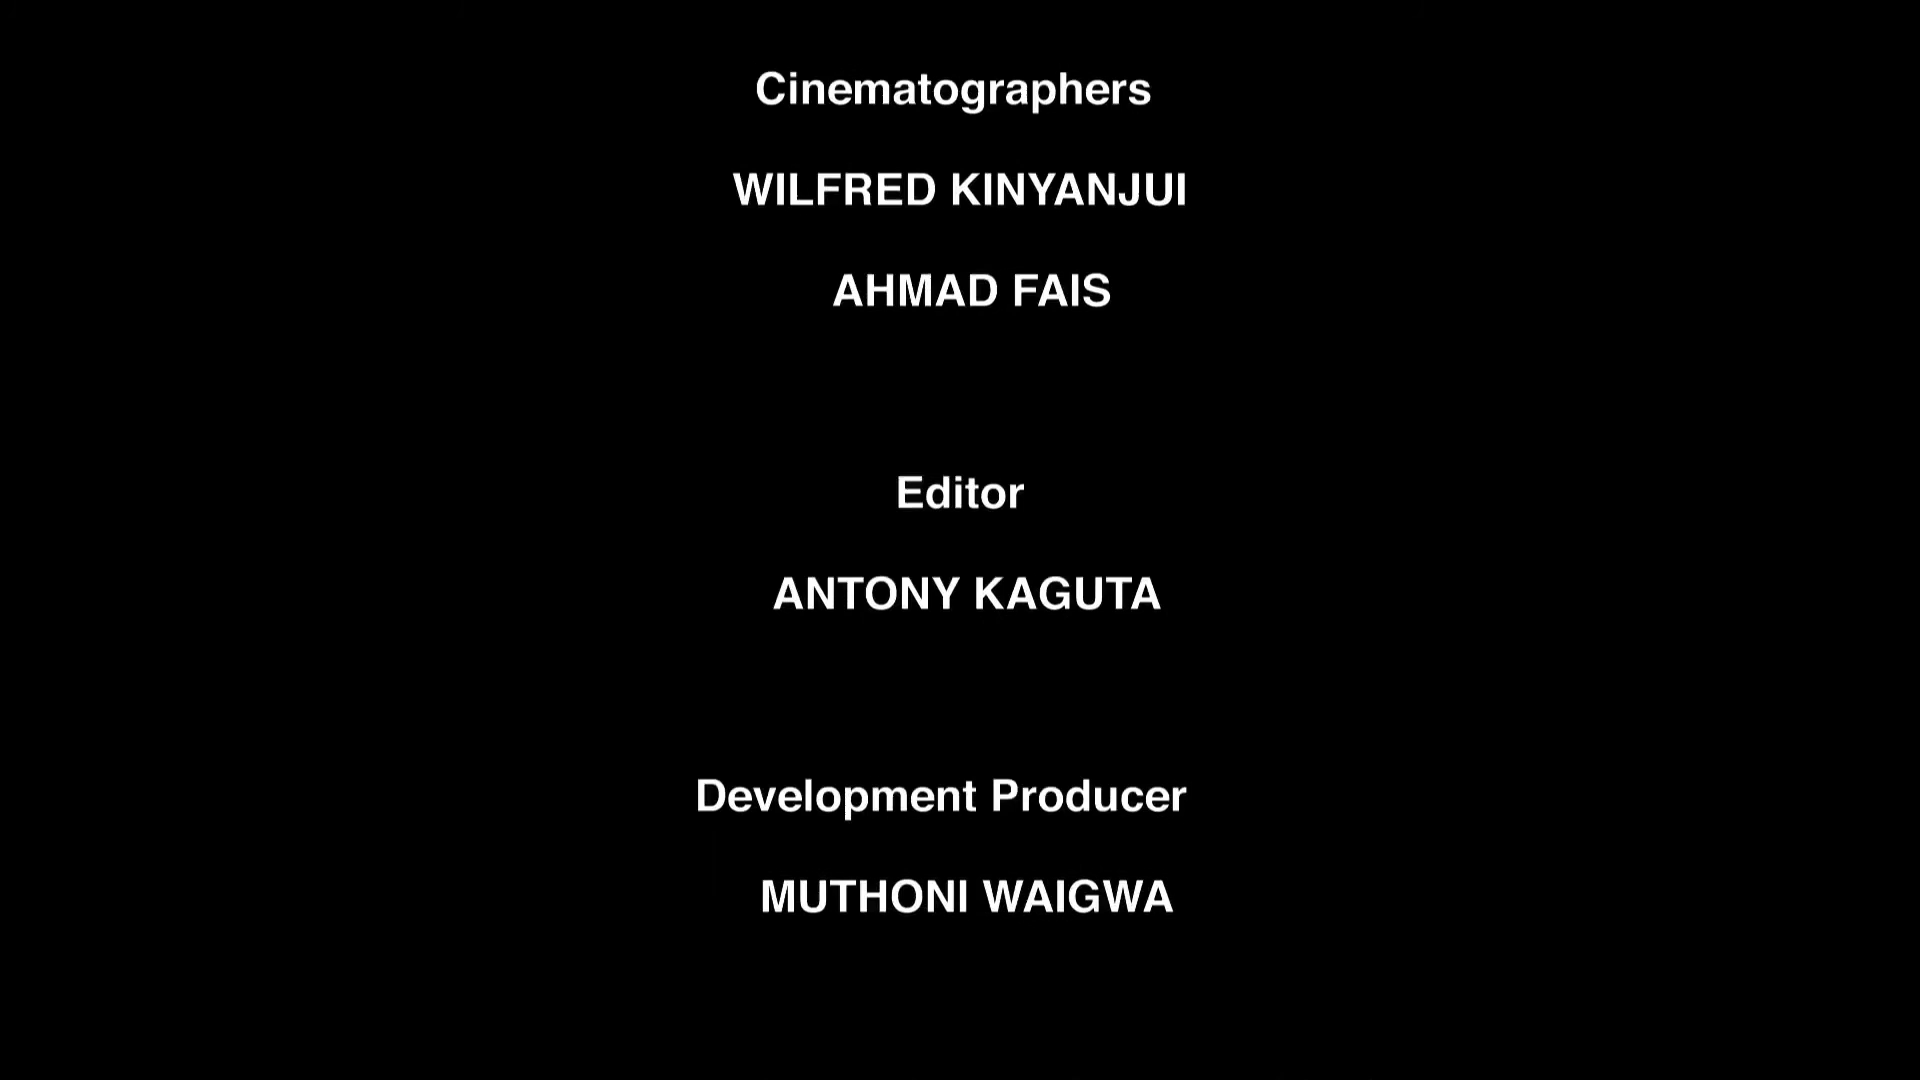 Cinematographers
WILFRED KINYANJUI
AHMAD FAIS
Editor
ANTONY KAGUTA
Development Producer
MUTHONI WAIGWA